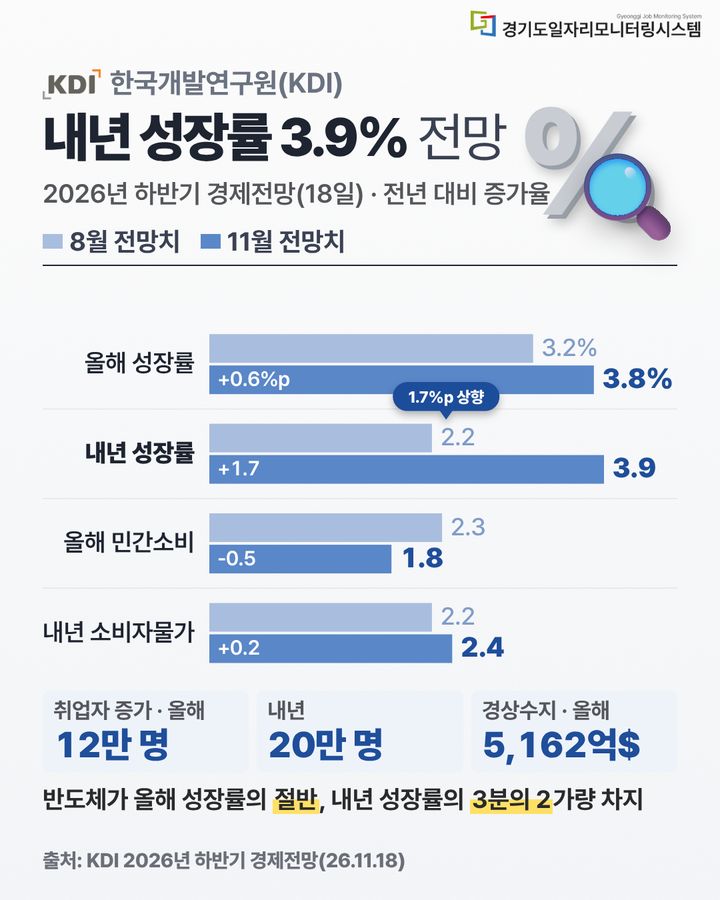 Gyeonggi Job Monitoring System
경기도일자리모니터링시스템
KDI 한국개발연구원(KDI)
내년 성장률 3.9% 전망
%
2026년 하반기 경제전망(18일) · 전년 대비 증가율
8월 전망치 11월 전망치
올해 성장률
3.2%
+0.6%p
3.8%
1.7%p 상향
내년 성장률
2.2
+1.7
3.9
올해 민간소비
2.3
-0.5
1.8
내년 소비자물가
2.2
+0.2
2.4
취업자 증가 · 올해
12만 명
내년
20만 명
경상수지 · 올해
5,162억$
반도체가 올해 성장률의 절반, 내년 성장률의 3분의 2가량 차지
출처: KDI 2026년 하반기 경제전망(26.11.18)